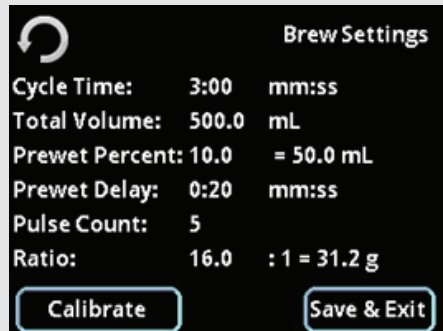 Brew Settings
Cycle Time: 3:00 mm:ss
Total Volume: 500.0 mL
Prewet Percent: 10.0 = 50.0 mL
Prewet Delay: 0:20 mm:ss
Pulse Count: 5
Ratio: 16.0 : 1 = 31.2 g
Calibrate Save & Exit